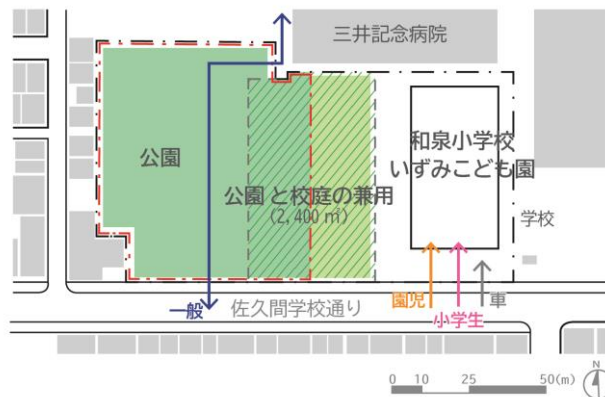 三井記念病院
公園
公園と校庭の兼用
（2,400㎡）
和泉小学校
いずみこども園
学校
一般
佐久間学校通り
園児
小学生
車
N
0 10 25 50(m)